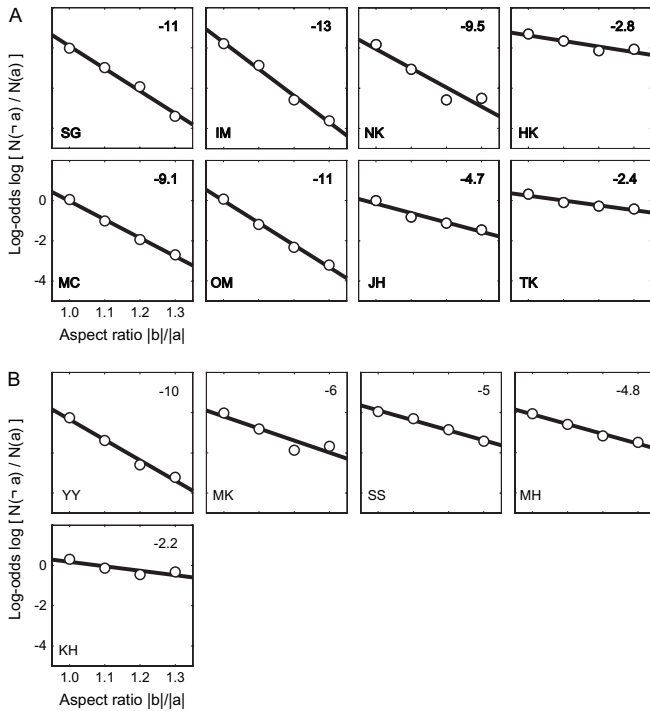 A
-11 -13 -9.5 -2.8
SG IM NK HK
-9.1 -11 -4.7 -2.4
0
-2
-4
MC OM JH TK
1.0 1.1 1.2 1.3
Aspect ratio |b|/|a|
Log-odds log [ N(¬ a) / N(a) ]
B
-10 -6 -5 -4.8
YY MK SS MH
-2.2
0
-2
-4
KH
1.0 1.1 1.2 1.3
Aspect ratio |b|/|a|
Log-odds log [ N(¬ a) / N(a) ]